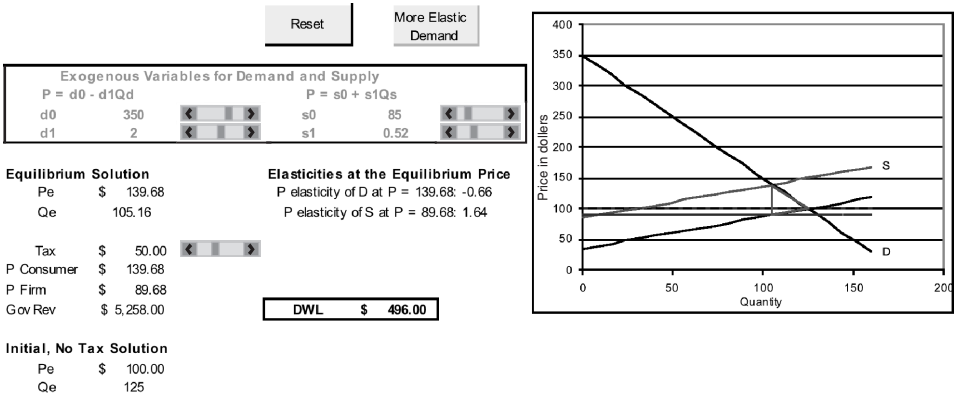 Reset
More Elastic
Demand
Exogenous Variables for Demand and Supply
P = d0 - d1Qd P = s0 + s1Qs
d0 350 s0 85
d1 2 s1 0.52
Equilibrium Solution
Pe $ 139.68
Qe 105.16
Elasticities at the Equilibrium Price
P elasticity of D at P = 139.68: -0.66
P elasticity of S at P = 89.68: 1.64
Tax $ 50.00
P Consumer $ 139.68
P Firm $ 89.68
Gov Rev $ 5,258.00
DWL $ 496.00
Initial, No Tax Solution
Pe $ 100.00
Qe 125
Price in dollers
400
350
300
250
200
150
100
50
0
S
D
0 50 100 150 200
Quantity